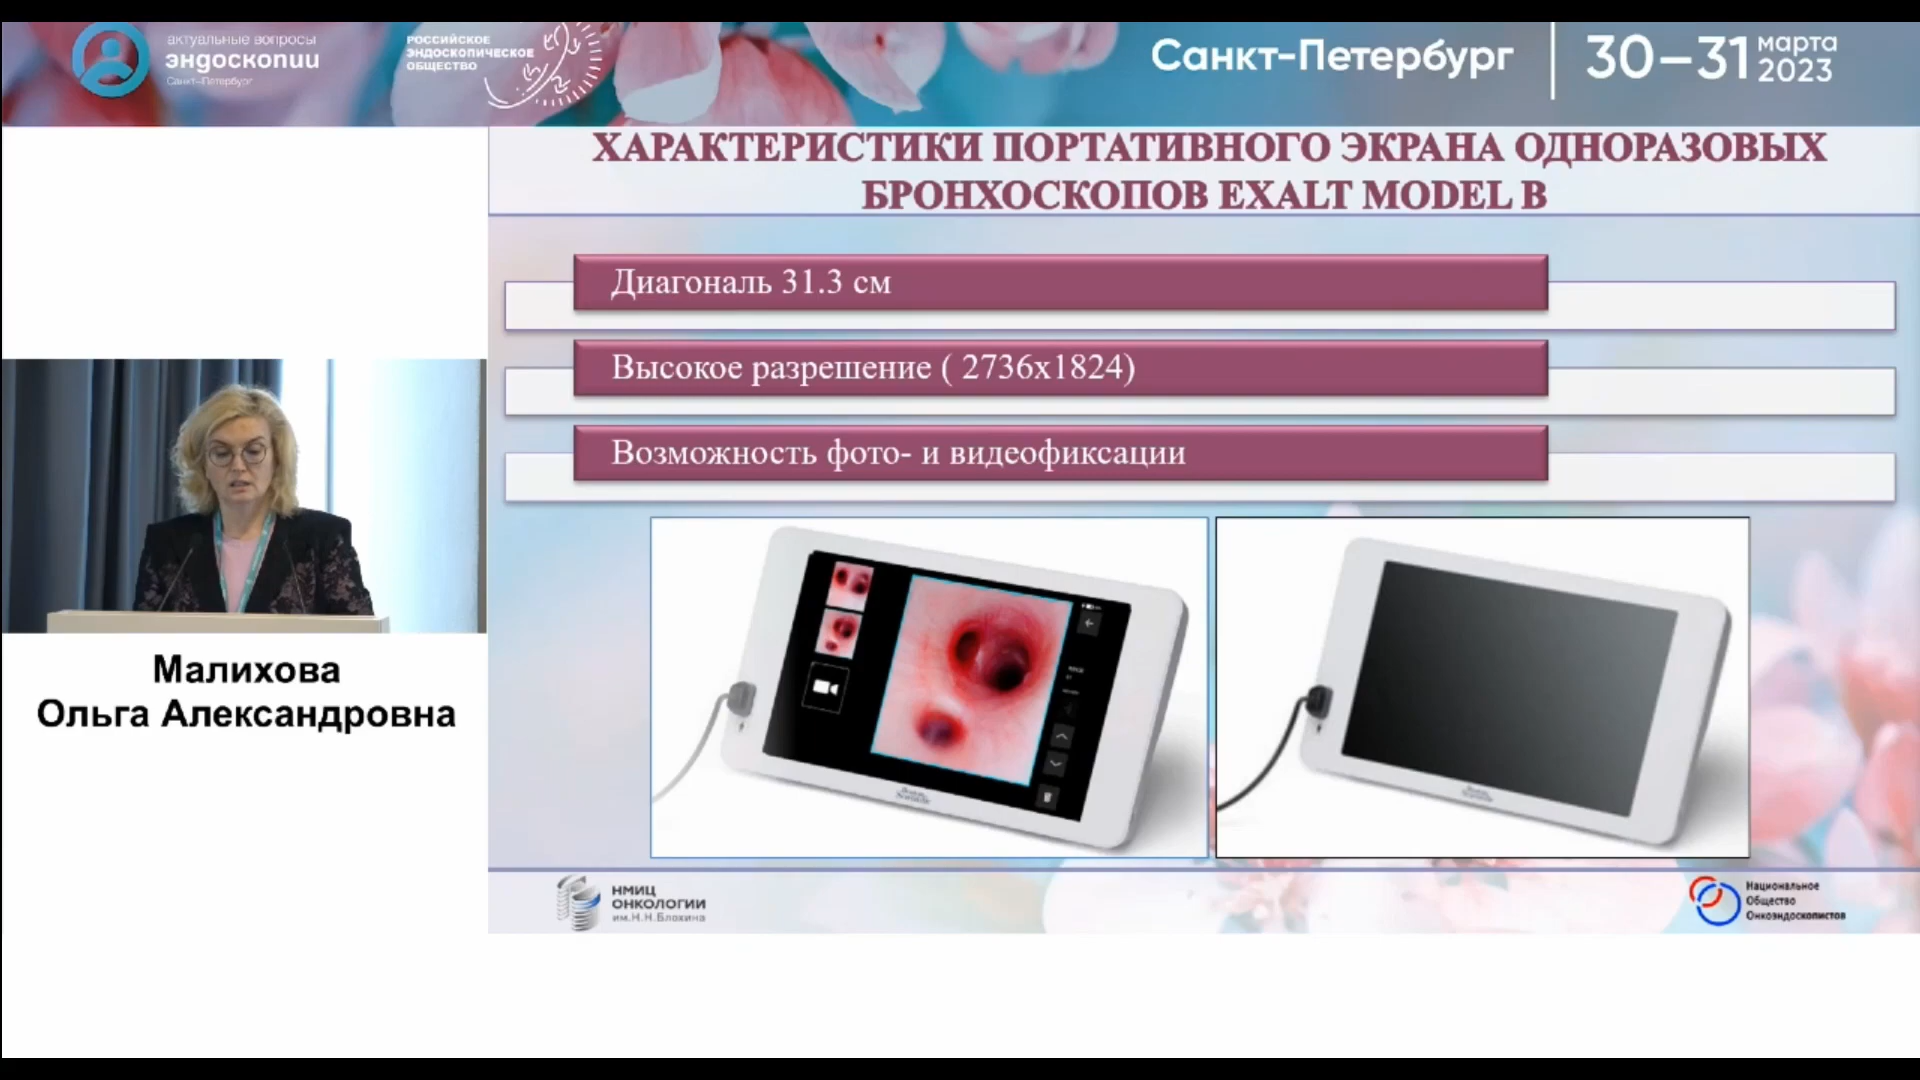 актуальные вопросы
эндоскопии
Санкт-Петербург
РОССИЙСКОЕ
ЭНДОСКОПИЧЕСКОЕ
ОБЩЕСТВО
Санкт-Петербург
30–31 марта
2023
ХАРАКТЕРИСТИКИ ПОРТАТИВНОГО ЭКРАНА ОДНОРАЗОВЫХ
БРОНХОСКОПОВ EXALT MODEL B
Диагональ 31.3 см
Высокое разрешение ( 2736x1824)
Возможность фото- и видеофиксации
Малихова
Ольга Александровна
НМИЦ
ОНКОЛОГИИ
им.Н.Н.Блохина
Национальное
Общество
Онкоэндоскопистов